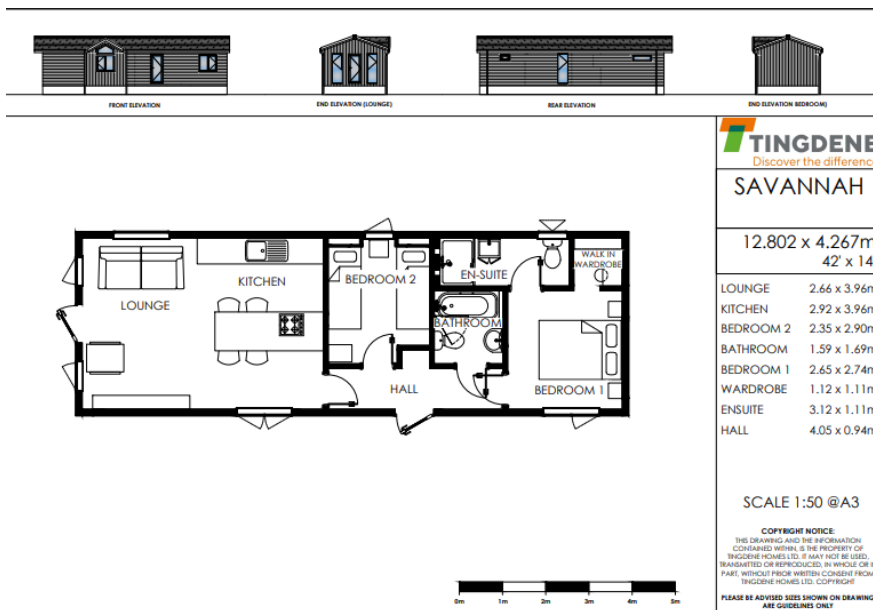 FRONT ELEVATION
END ELEVATION (LOUNGE)
REAR ELEVATION
END ELEVATION BEDROOM)
TINGDENE
Discover the difference
SAVANNAH
12.802 x 4.267m
42' x 14'
LOUNGE 2.66 x 3.96m
KITCHEN 2.92 x 3.96m
BEDROOM 2 2.35 x 2.90m
BATHROOM 1.59 x 1.69m
BEDROOM 1 2.65 x 2.74m
WARDROBE 1.12 x 1.11m
ENSUITE 3.12 x 1.11m
HALL 4.05 x 0.94m
SCALE 1:50 @A3
COPYRIGHT NOTICE:
THIS DRAWING AND THE INFORMATION
CONTAINED WITHIN, IS THE PROPERTY OF
TINGDENE HOMES LTD. IT MAY NOT BE USED,
TRANSMITTED OR REPRODUCED, IN WHOLE OR IN
PART, WITHOUT PRIOR WRITTEN CONSENT FROM
TINGDENE HOMES LTD. COPYRIGHT
PLEASE BE ADVISED SIZES SHOWN ON DRAWING
ARE GUIDELINES ONLY
LOUNGE
KITCHEN
BEDROOM 2
EN-SUITE
WALK IN
WARDROBE
BATHROOM
HALL
BEDROOM 1
0m 1m 2m 3m 4m 5m